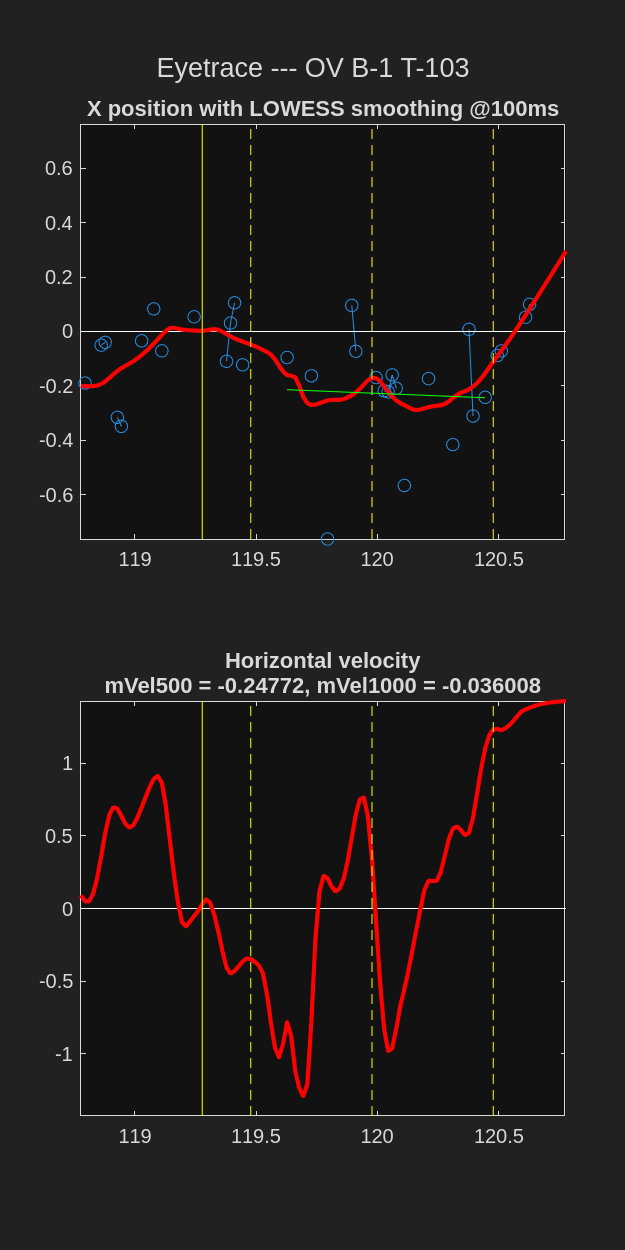 Eyetrace --- OV B-1 T-103
X position with LOWESS smoothing @100ms
0.6
0.4
0.2
0
-0.2
-0.4
-0.6
119 119.5 120 120.5
Horizontal velocity
mVel500 = -0.24772, mVel1000 = -0.036008
1
0.5
0
-0.5
-1
119 119.5 120 120.5